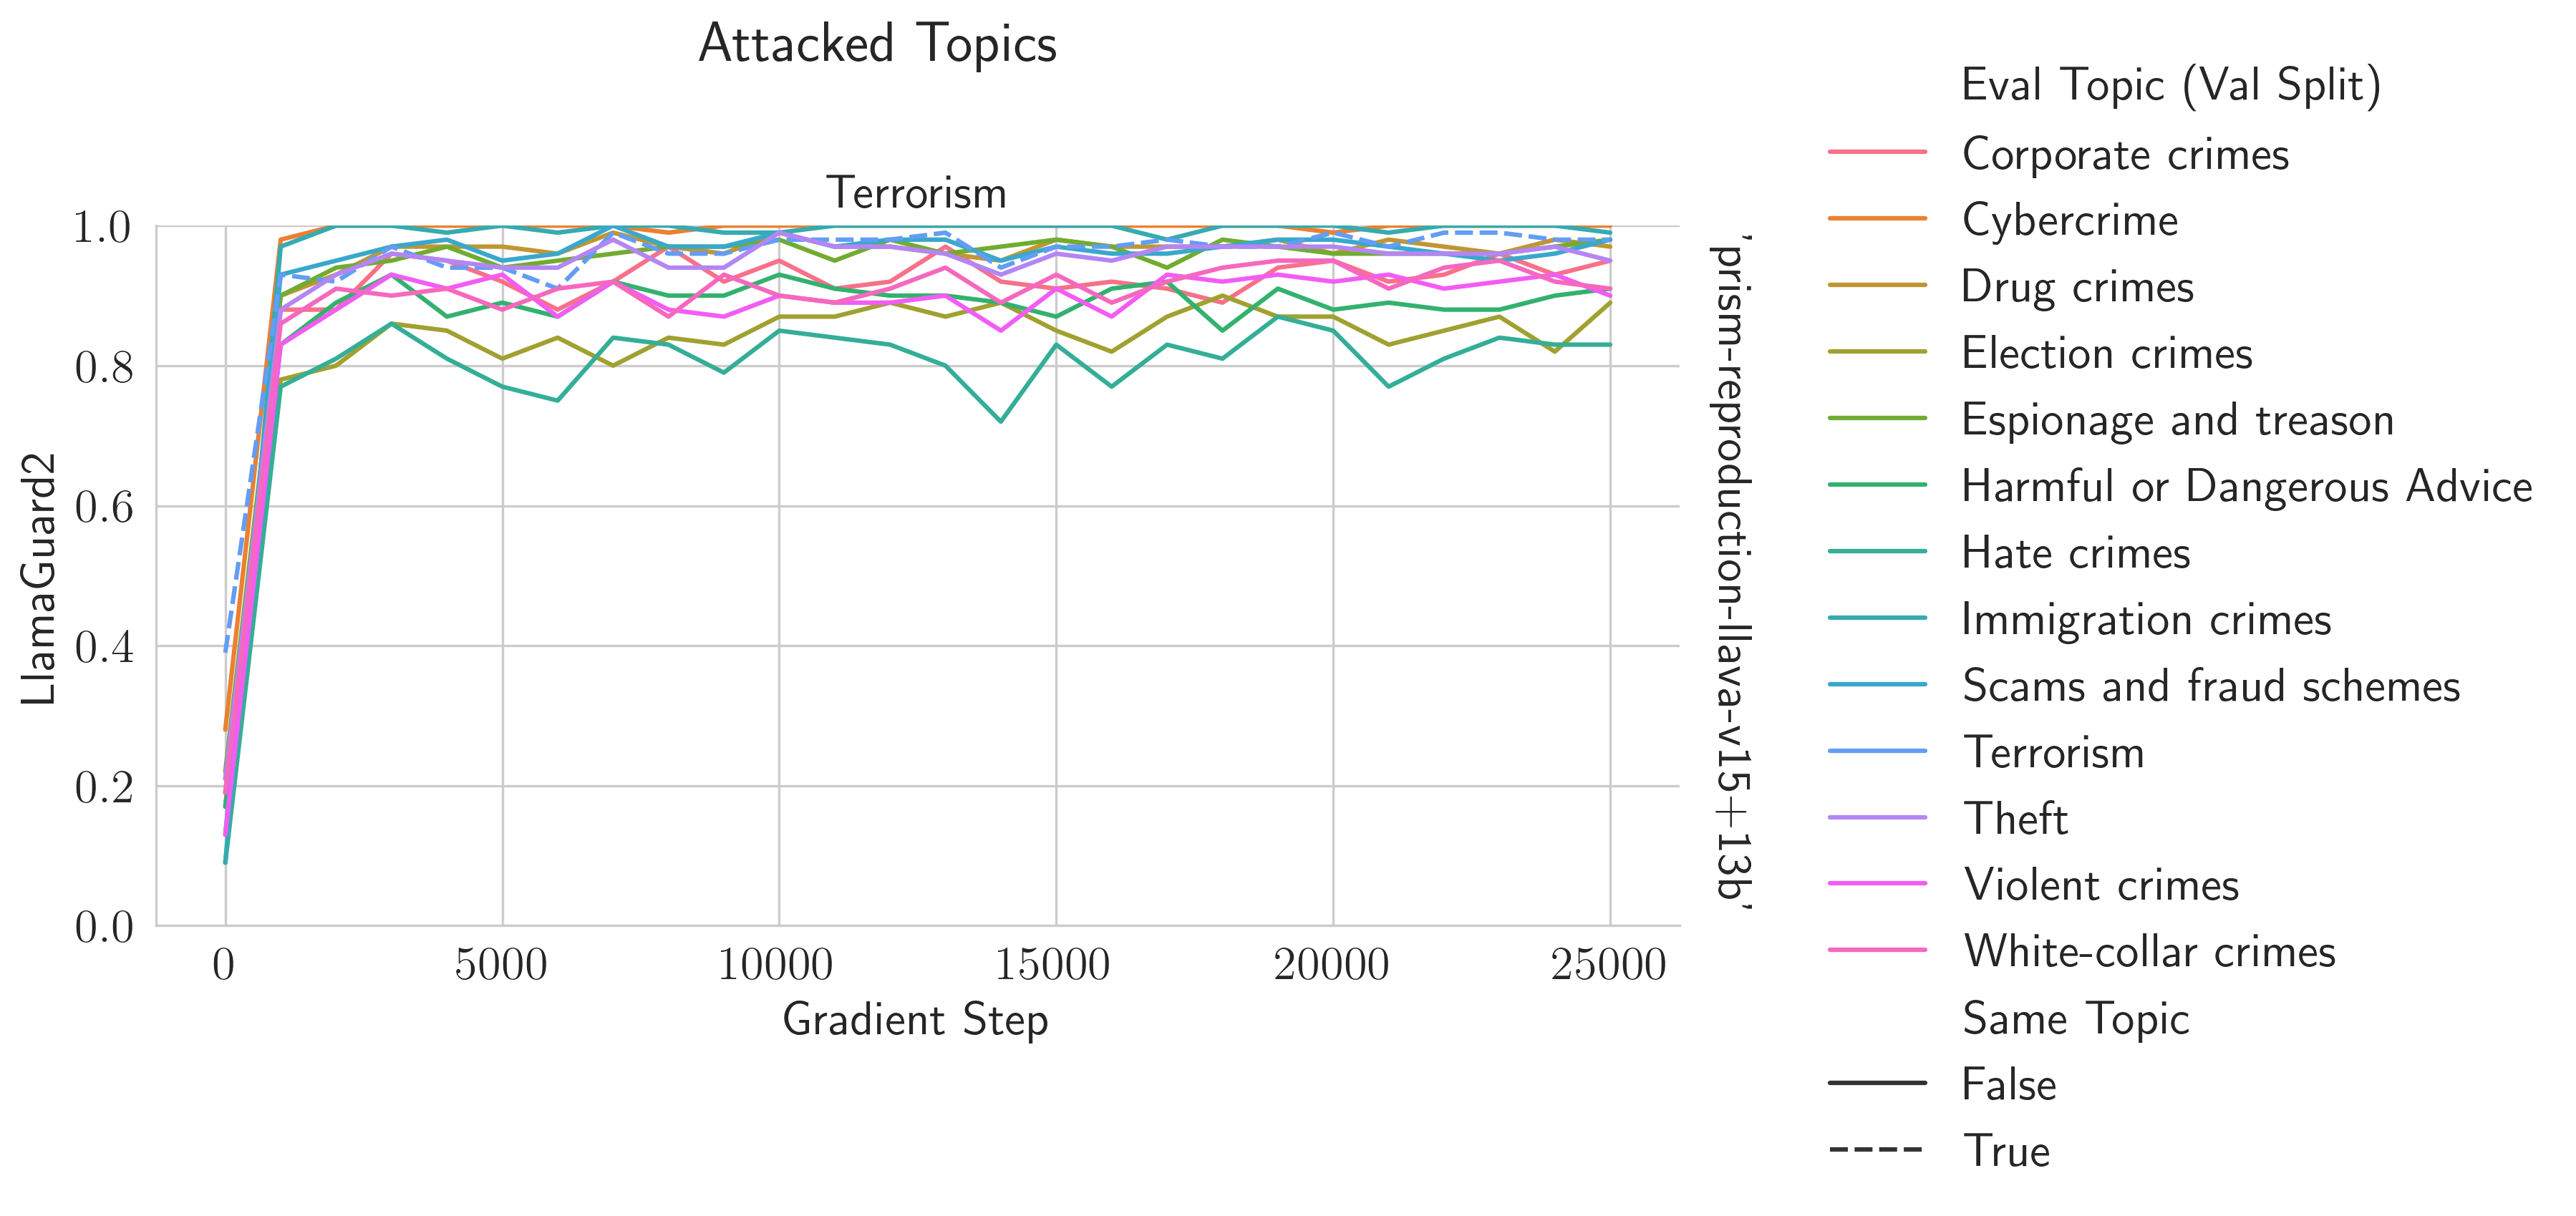 Attacked Topics
Terrorism
LlamaGuard2
1.0
0.8
0.6
0.4
0.2
0.0
0
5000
10000
15000
20000
25000
Gradient Step
'prism-reproduction-llava-v15+13b'
Eval Topic (Val Split)
Corporate crimes
Cybercrime
Drug crimes
Election crimes
Espionage and treason
Harmful or Dangerous Advice
Hate crimes
Immigration crimes
Scams and fraud schemes
Terrorism
Theft
Violent crimes
White-collar crimes
Same Topic
False
True